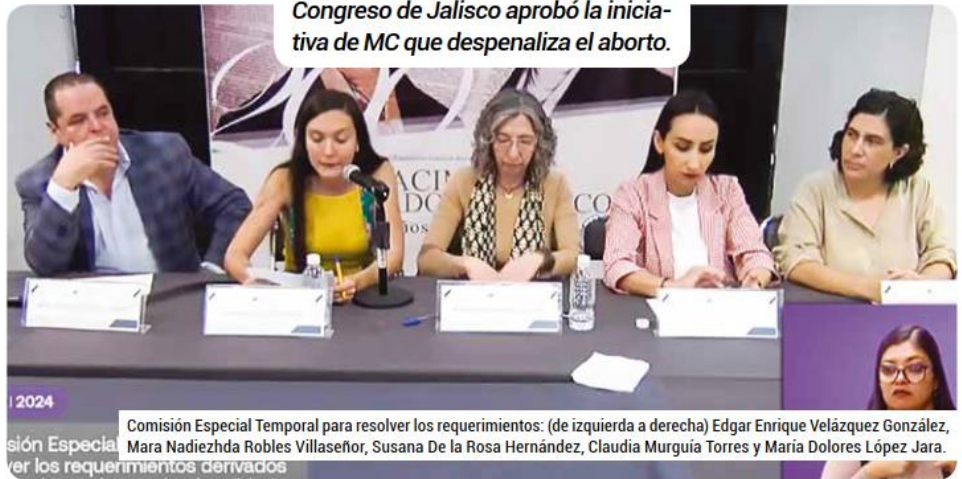 Congreso de Jalisco aprobó la inicia-
tiva de MC que despenaliza el aborto.
2024
sión Especial
ver los requerimientos derivados
Comisión Especial Temporal para resolver los requerimientos: (de izquierda a derecha) Edgar Enrique Velázquez González,
Mara Nadiezhda Robles Villaseñor, Susana De la Rosa Hernández, Claudia Murguía Torres y María Dolores López Jara.